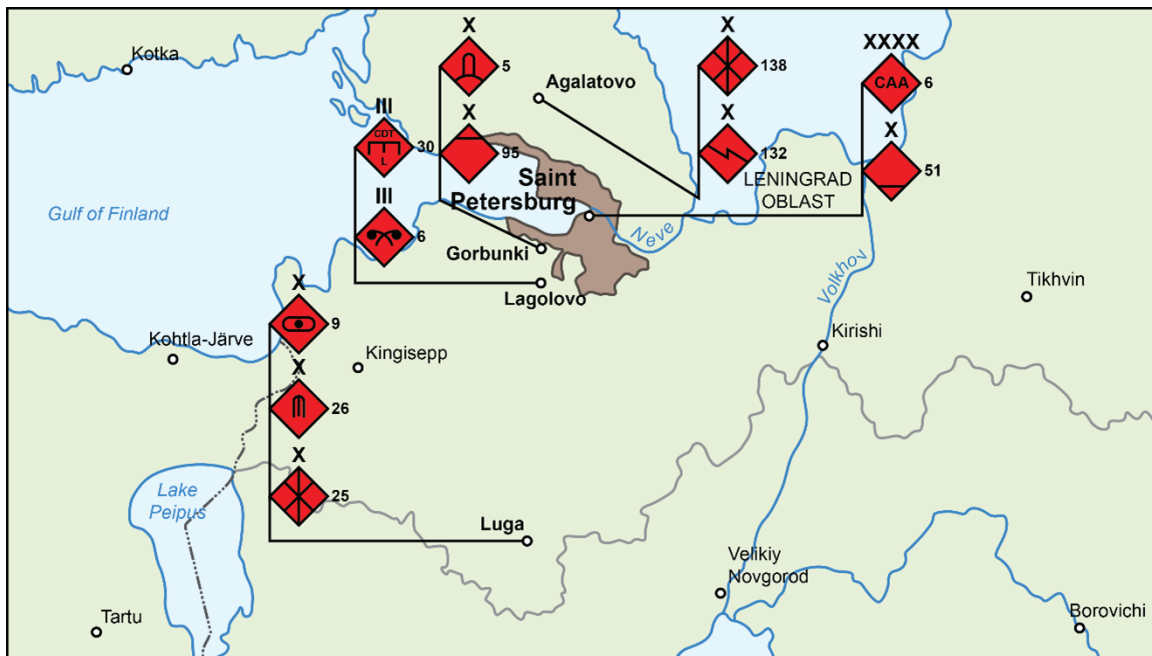 Kotka
X
5
X
95
Agalatovo
X
138
X
132
XXXX
CAA
6
X
51
III
CDT
L
30
III
6
Saint
Petersburg
LENINGRAD
OBLAST
Gulf of Finland
Neve
Gorbunki
Lagolovo
Volkhov
Tikhvin
X
9
X
26
X
25
Kohtla-Järve
Kingisepp
Kirishi
Lake
Peipus
Luga
Velikiy
Novgorod
Tartu
Borovichi